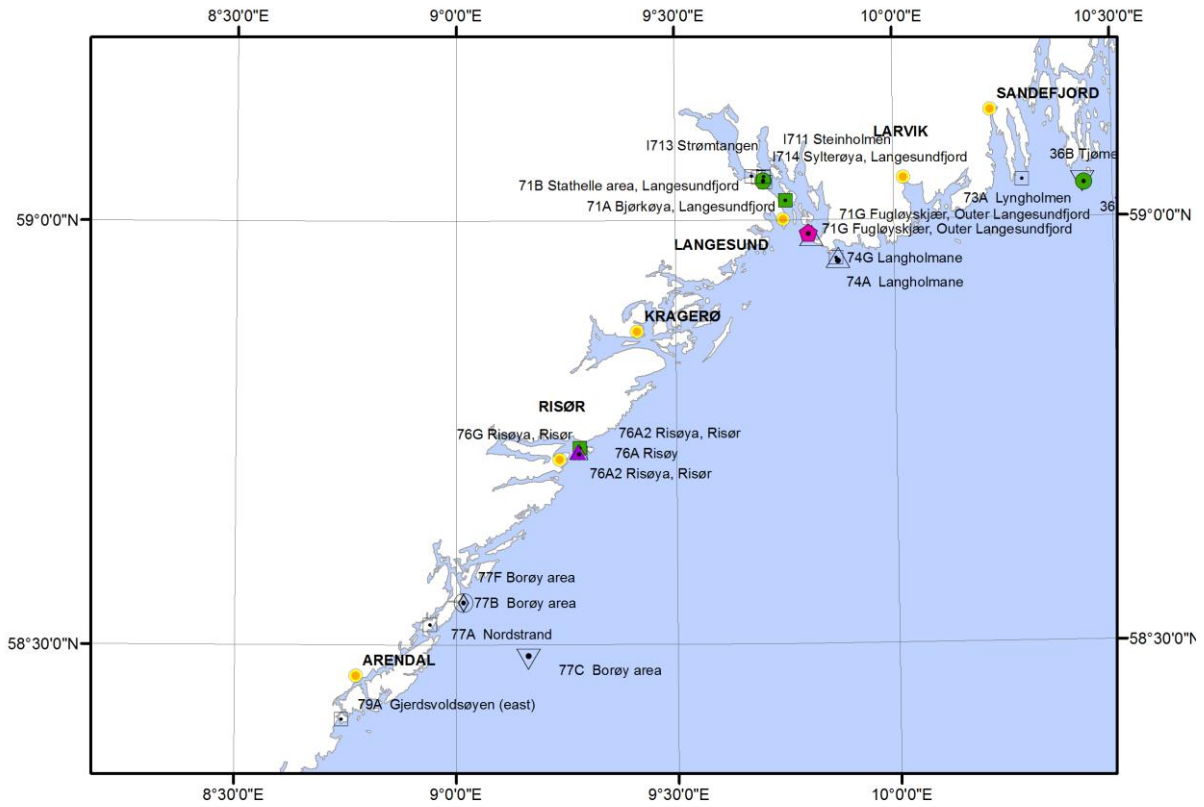 8°30'0"E 9°0'0"E 9°30'0"E 10°0'0"E 10°30'0"E
SANDEFJORD
LARVIK
I711 Steinholmen
I713 Strømtangen
I714 Sylterøya, Langesundfjord
36B Tjøme
71B Stathelle area, Langesundfjord
73A Lyngholmen
71A Bjørkøya, Langesundfjord
36
59°0'0"N
59°0'0"N
71G Fugløyskjær, Outer Langesundfjord
71G Fugløyskjær, Outer Langesundfjord
LANGESUND
74G Langholmane
74A Langholmane
KRAGERØ
RISØR
76G Risøya, Risør
76A2 Risøya, Risør
76A Risøy
76A2 Risøya, Risør
77F Borøy area
77B Borøy area
77A Nordstrand
58°30'0"N
58°30'0"N
ARENDAL
77C Borøy area
79A Gjerdsvoldsøyen (east)
8°30'0"E 9°0'0"E 9°30'0"E 10°0'0"E